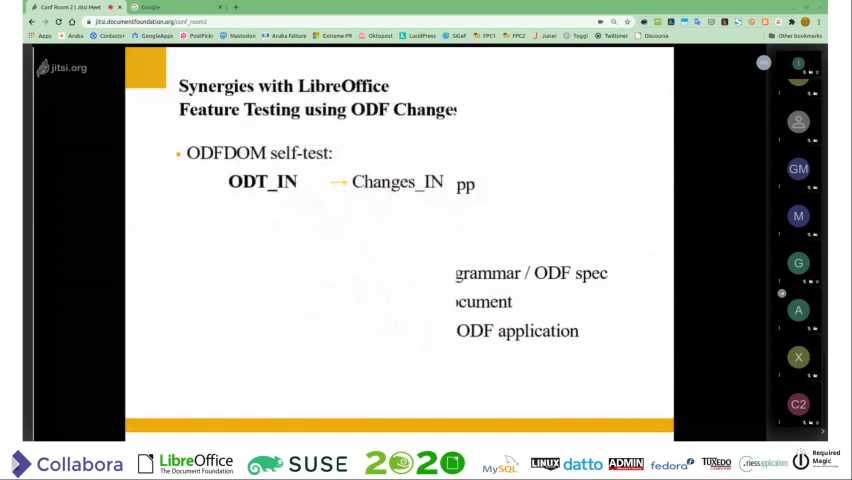 Conf Room 2 | Jitsi Meet
Google
jitsi.documentfoundation.org/conf_room2
Apps Aruba Contacts+ GoogleApps PostPickr Mastodon Aruba Fatture Extreme PR Oktopost LucidPress SIGef FPC1 FPC2 Juicer Toggl Twittimer Discourse Other bookmarks
jitsi.org
Synergies with LibreOffice
Feature Testing using ODF Changes
• ODFDOM self-test:
ODT_IN → Changes_IN pp
grammar / ODF spec
ocument
ODF application
I
GM
M
G
A
X
C2
Collabora
LibreOffice
The Document Foundation
SUSE
2020
MySQL
LINUX
datto
ADMIN
fedora
TUXEDO
COMPUTERS
riessapplications
Required
Magic